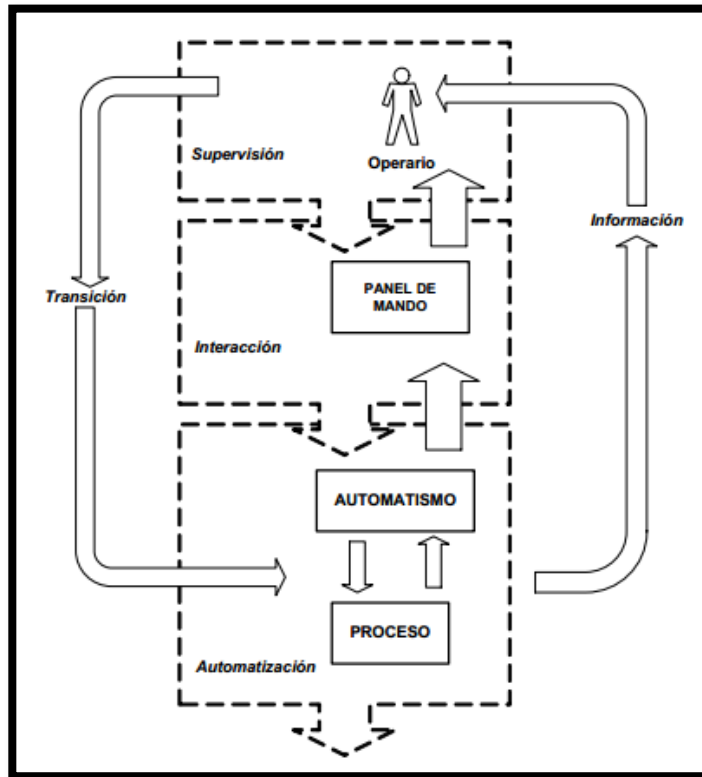 Supervisión
Operario
Información
Transición
PANEL DE
MANDO
Interacción
AUTOMATISMO
PROCESO
Automatización